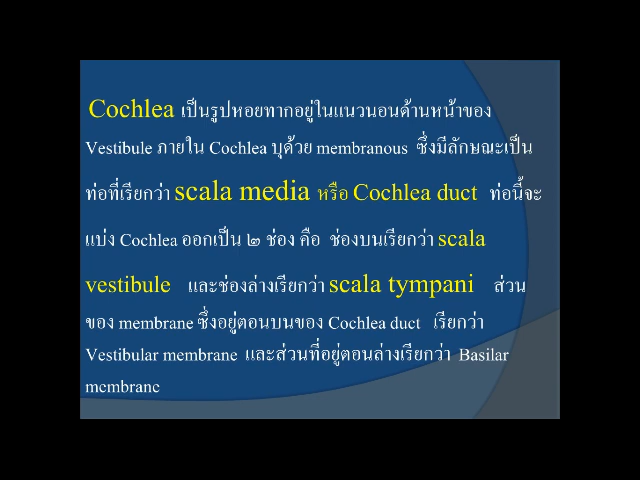 Cochlea เป็นรูปหอยทากอยู่ในแนวนอนด้านหน้าของ
Vestibule ภายใน Cochlea บุด้วย membranous ซึ่งมีลักษณะเป็น
ท่อที่เรียกว่า scala media หรือ Cochlea duct ท่อนี้จะ
แบ่ง Cochlea ออกเป็น ๒ ช่อง คือ ช่องบนเรียกว่า scala
vestibule และช่องล่างเรียกว่า scala tympani ส่วน
ของ membrane ซึ่งอยู่ตอนบนของ Cochlea duct เรียกว่า
Vestibular membrane และส่วนที่อยู่ตอนล่างเรียกว่า Basilar
membrane